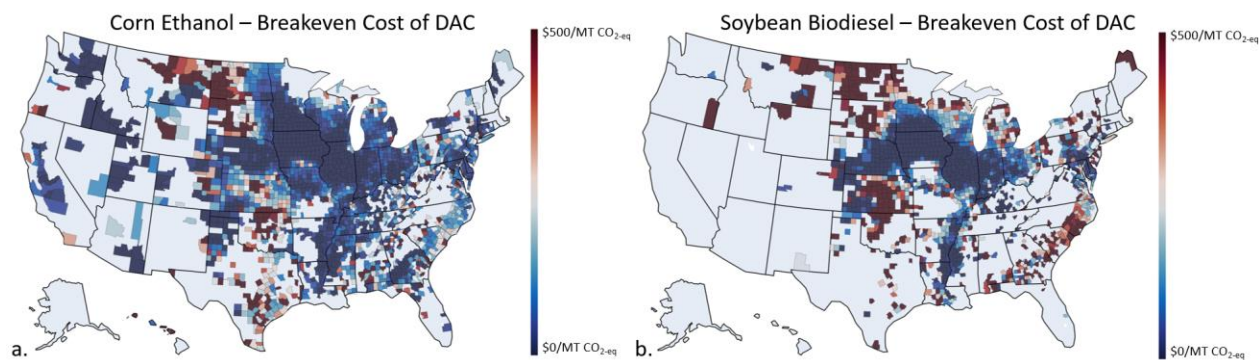 Corn Ethanol – Breakeven Cost of DAC
$500/MT CO2-eq
$0/MT CO2-eq
a.
Soybean Biodiesel – Breakeven Cost of DAC
$500/MT CO2-eq
$0/MT CO2-eq
b.